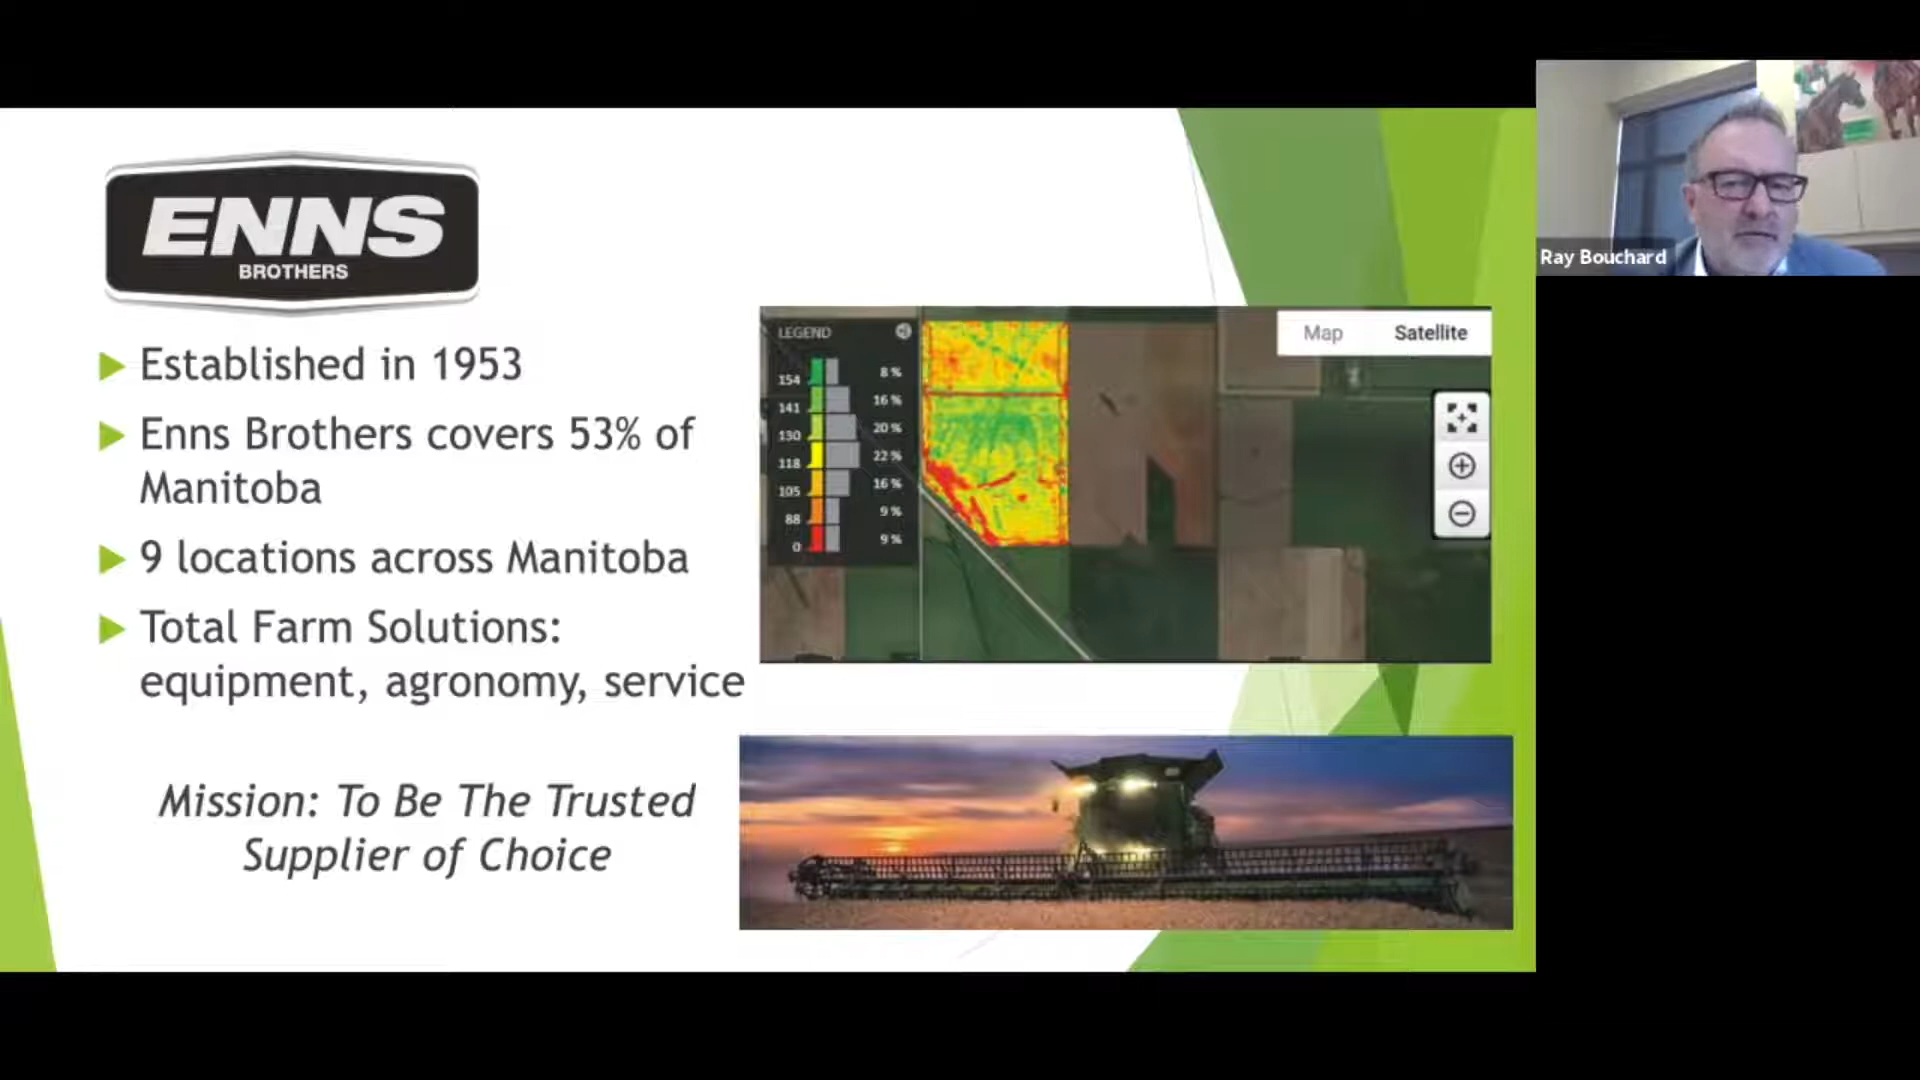 ENNS
BROTHERS
Established in 1953
Enns Brothers covers 53% of
Manitoba
9 locations across Manitoba
Total Farm Solutions:
equipment, agronomy, service
Mission: To Be The Trusted
Supplier of Choice
LEGEND
8%
154
16%
141
20%
130
22%
118
16%
105
9%
88
9%
0
Map Satellite
Ray Bouchard